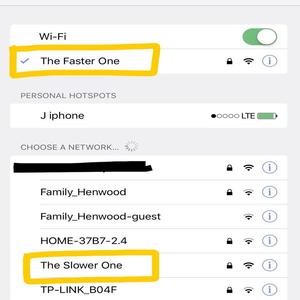 Wi-Fi
The Faster One
PERSONAL HOTSPOTS
J iphone
LTE
CHOOSE A NETWORK...
Family_Henwood
Family_Henwood-guest
HOME-37B7-2.4
The Slower One
TP-LINK_B04F